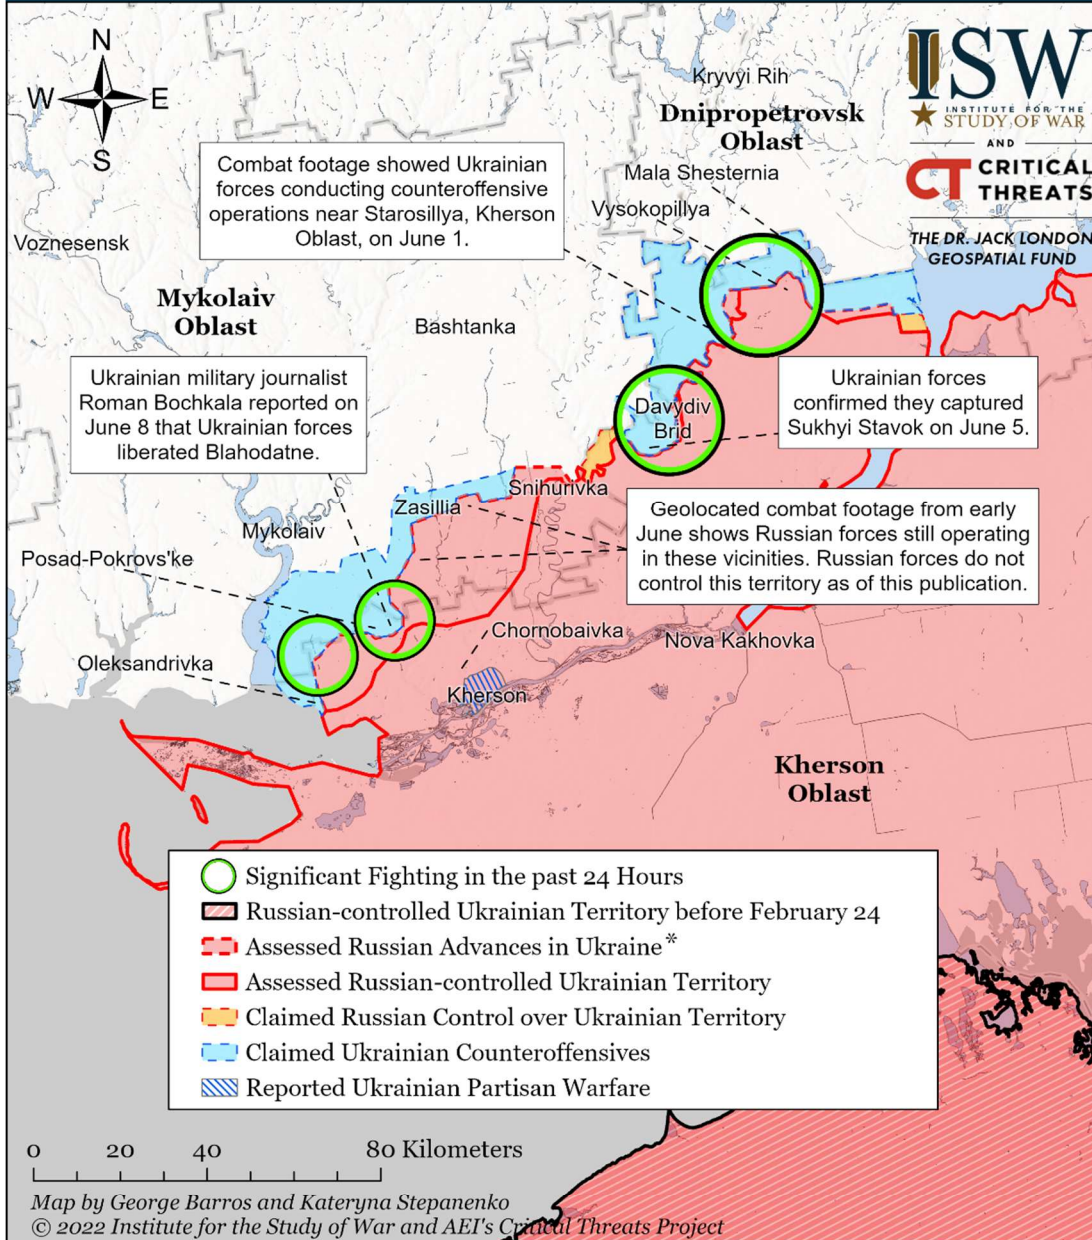 N
W E
S
ISW
INSTITUTE FOR THE
STUDY OF WAR
AND
CT CRITICAL
THREATS
THE DR. JACK LONDON
GEOSPATIAL FUND
Kryvyi Rih
Dnipropetrovsk
Oblast
Combat footage showed Ukrainian
forces conducting counteroffensive
operations near Starosillya, Kherson
Oblast, on June 1.
Mala Shesternia
Vysokopillya
Voznesensk
Mykolaiv
Oblast
Bashtanka
Ukrainian military journalist
Roman Bochkala reported on
June 8 that Ukrainian forces
liberated Blahodatne.
Ukrainian forces
confirmed they captured
Sukhyi Stavok on June 5.
Davydiv
Brid
Snihurivka
Zasillia
Geolocated combat footage from early
June shows Russian forces still operating
in these vicinities. Russian forces do not
control this territory as of this publication.
Mykolaiv
Posad-Pokrovs'ke
Chornobaivka
Nova Kakhovka
Oleksandrivka
Kherson
Kherson
Oblast
Significant Fighting in the past 24 Hours
Russian-controlled Ukrainian Territory before February 24
Assessed Russian Advances in Ukraine*
Assessed Russian-controlled Ukrainian Territory
Claimed Russian Control over Ukrainian Territory
Claimed Ukrainian Counteroffensives
Reported Ukrainian Partisan Warfare
0 20 40 80 Kilometers
Map by George Barros and Kateryna Stepanenko
© 2022 Institute for the Study of War and AEI's Critical Threats Project